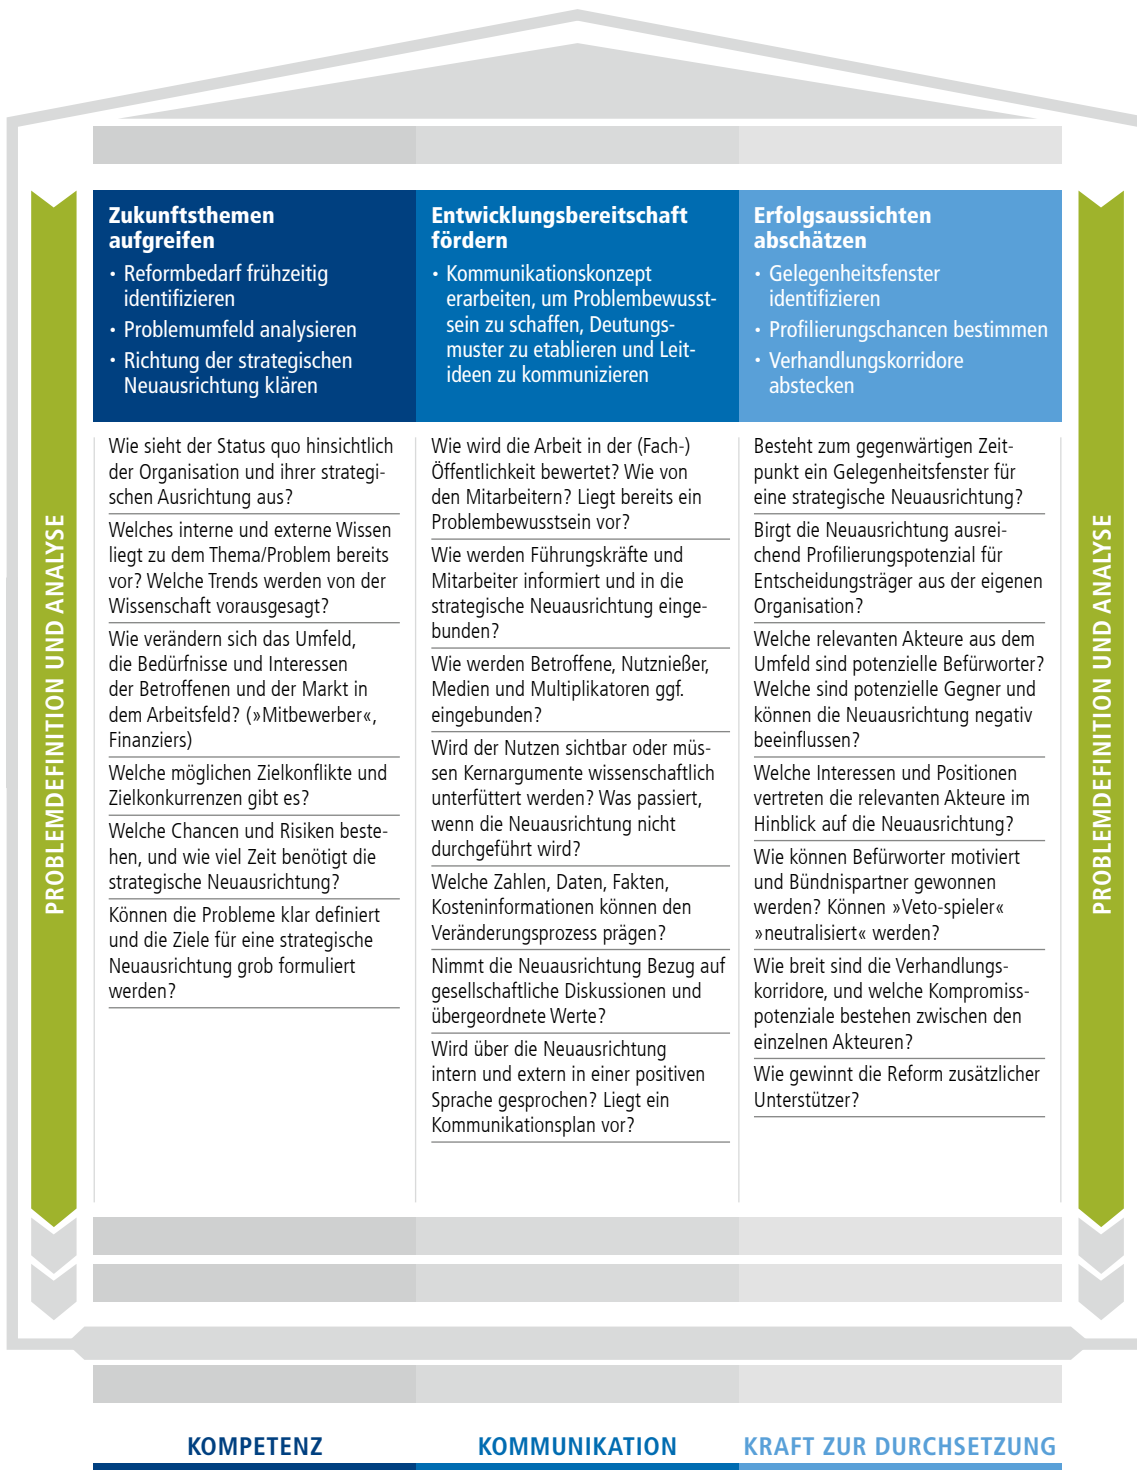 PROBLEMDEFINITION UND ANALYSE
Zukunftsthemen
aufgreifen
· Reformbedarf frühzeitig
identifizieren
· Problemumfeld analysieren
· Richtung der strategischen
Neuausrichtung klären
Wie sieht der Status quo hinsichtlich
der Organisation und ihrer strategi-
schen Ausrichtung aus?
Welches interne und externe Wissen
liegt zu dem Thema/Problem bereits
vor? Welche Trends werden von der
Wissenschaft vorausgesagt?
Wie verändern sich das Umfeld,
die Bedürfnisse und Interessen
der Betroffenen und der Markt in
dem Arbeitsfeld? (»Mitbewerber«,
Finanziers)
Welche möglichen Zielkonflikte und
Zielkonkurrenzen gibt es?
Welche Chancen und Risiken beste-
hen, und wie viel Zeit benötigt die
strategische Neuausrichtung?
Können die Probleme klar definiert
und die Ziele für eine strategische
Neuausrichtung grob formuliert
werden?
Entwicklungsbereitschaft
fördern
· Kommunikationskonzept
erarbeiten, um Problembewusst-
sein zu schaffen, Deutungs-
muster zu etablieren und Leit-
ideen zu kommunizieren
Wie wird die Arbeit in der (Fach-)
Öffentlichkeit bewertet? Wie von
den Mitarbeitern? Liegt bereits ein
Problembewusstsein vor?
Wie werden Führungskräfte und
Mitarbeiter informiert und in die
strategische Neuausrichtung einge-
bunden?
Wie werden Betroffene, Nutznießer,
Medien und Multiplikatoren ggf.
eingebunden?
Wird der Nutzen sichtbar oder müs-
sen Kernargumente wissenschaftlich
unterfüttert werden? Was passiert,
wenn die Neuausrichtung nicht
durchgeführt wird?
Welche Zahlen, Daten, Fakten,
Kosteninformationen können den
Veränderungsprozess prägen?
Nimmt die Neuausrichtung Bezug auf
gesellschaftliche Diskussionen und
übergeordnete Werte?
Wird über die Neuausrichtung
intern und extern in einer positiven
Sprache gesprochen? Liegt ein
Kommunikationsplan vor?
Erfolgsaussichten
abschätzen
· Gelegenheitsfenster
identifizieren
· Profilierungschancen bestimmen
· Verhandlungskorridore
abstecken
Besteht zum gegenwärtigen Zeit-
punkt ein Gelegenheitsfenster für
eine strategische Neuausrichtung?
Birgt die Neuausrichtung ausrei-
chend Profilierungspotenzial für
Entscheidungsträger aus der eigenen
Organisation?
Welche relevanten Akteure aus dem
Umfeld sind potenzielle Befürworter?
Welche sind potenzielle Gegner und
können die Neuausrichtung negativ
beeinflussen?
Welche Interessen und Positionen
vertreten die relevanten Akteure im
Hinblick auf die Neuausrichtung?
Wie können Befürworter motiviert
und Bündnispartner gewonnen
werden? Können »Veto-spieler«
»neutralisiert« werden?
Wie breit sind die Verhandlungs-
korridore, und welche Kompromiss-
potenziale bestehen zwischen den
einzelnen Akteuren?
Wie gewinnt die Reform zusätzlicher
Unterstützer?
PROBLEMDEFINITION UND ANALYSE
KOMPETENZ
KOMMUNIKATION
KRAFT ZUR DURCHSETZUNG